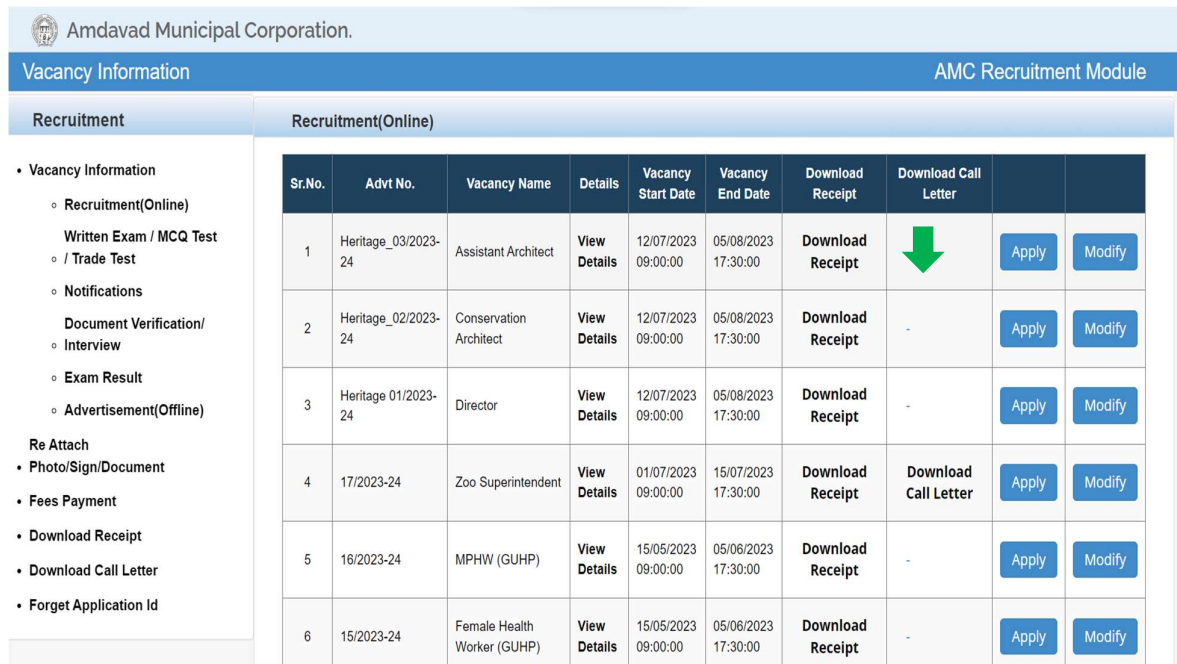 Amdavad Municipal Corporation.
Vacancy Information
AMC Recruitment Module
Recruitment
• Vacancy Information
◦ Recruitment(Online)
Written Exam / MCQ Test
◦ / Trade Test
◦ Notifications
Document Verification/
◦ Interview
◦ Exam Result
◦ Advertisement(Offline)
Re Attach
• Photo/Sign/Document
• Fees Payment
• Download Receipt
• Download Call Letter
• Forget Application Id
Recruitment(Online)
Sr.No. Advt No. Vacancy Name Details Vacancy Start Date Vacancy End Date Download Receipt Download Call Letter
1 Heritage_03/2023-24 Assistant Architect View Details 12/07/2023 09:00:00 05/08/2023 17:30:00 Download Receipt Apply Modify
2 Heritage_02/2023-24 Conservation Architect View Details 12/07/2023 09:00:00 05/08/2023 17:30:00 Download Receipt - Apply Modify
3 Heritage 01/2023-24 Director View Details 12/07/2023 09:00:00 05/08/2023 17:30:00 Download Receipt - Apply Modify
4 17/2023-24 Zoo Superintendent View Details 01/07/2023 09:00:00 15/07/2023 17:30:00 Download Receipt Download Call Letter Apply Modify
5 16/2023-24 MPHW (GUHP) View Details 15/05/2023 09:00:00 05/06/2023 17:30:00 Download Receipt - Apply Modify
6 15/2023-24 Female Health Worker (GUHP) View Details 15/05/2023 09:00:00 05/06/2023 17:30:00 Download Receipt - Apply Modify